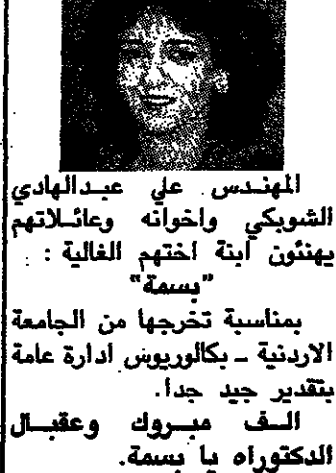 المهندس علي عبدالهادي
الشوبكي واخوانه وعائلاتهم
يهنئون ابنة اختهم الغالية :
"بسمة"
بمناسبة تخرجها من الجامعة
الاردنية ـ بكالوريوس ادارة عامة
بتقدير جيد جدا.
الف مبروك وعقبال
الدكتوراه يا بسمة.